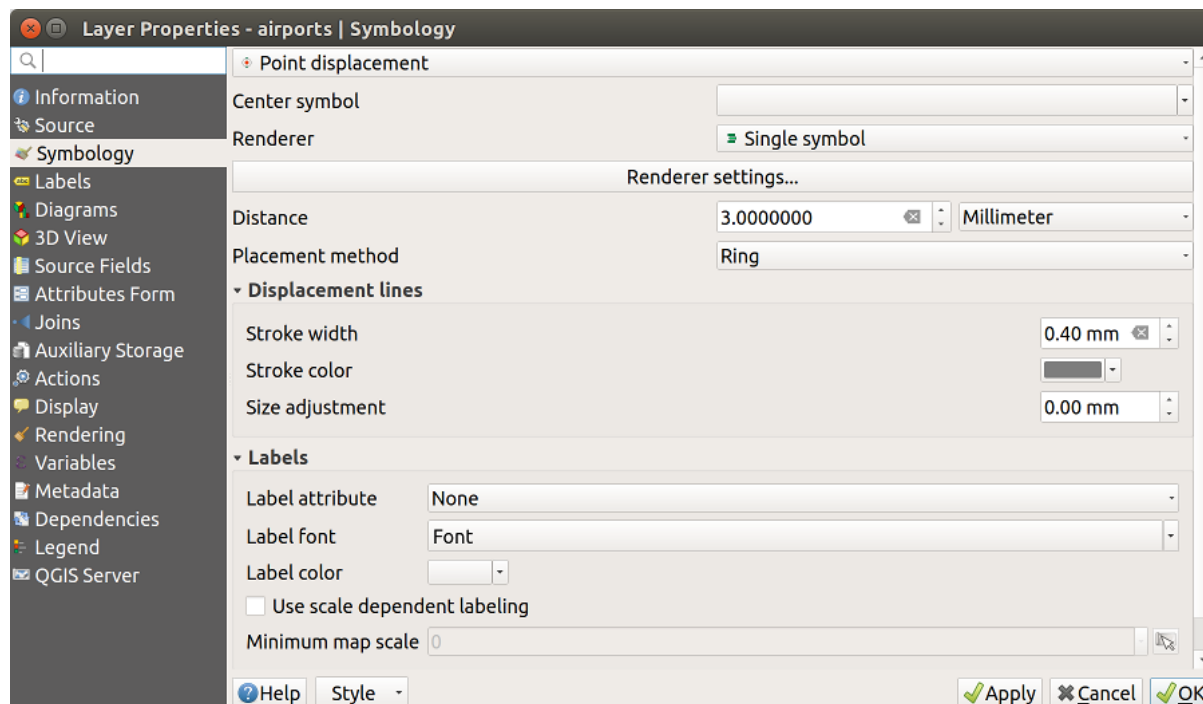 Layer Properties - airports | Symbology
Information
Source
Symbology
Labels
Diagrams
3D View
Source Fields
Attributes Form
Joins
Auxiliary Storage
Actions
Display
Rendering
Variables
Metadata
Dependencies
Legend
QGIS Server
Point displacement
Center symbol
Renderer Single symbol
Renderer settings...
Distance 3.0000000 Millimeter
Placement method Ring
Displacement lines
Stroke width 0.40 mm
Stroke color
Size adjustment 0.00 mm
Labels
Label attribute None
Label font Font
Label color
Use scale dependent labeling
Minimum map scale 0
Help Style Apply Cancel OK